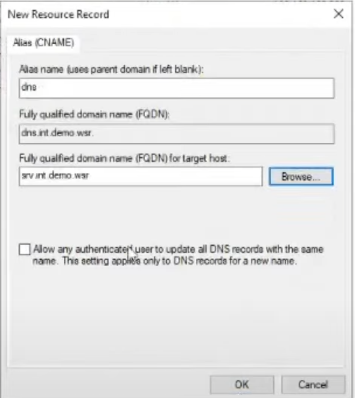 New Resource Record
Alias (CNAME)
Alias name (uses parent domain if left blank):
dns
Fully qualified domain name (FQDN):
dns.int.demo.wsr.
Fully qualified domain name (FQDN) for target host:
srv.int.demo.wsr
Browse...
Allow any authenticated user to update all DNS records with the same
name. This setting applies only to DNS records for a new name.
OK
Cancel